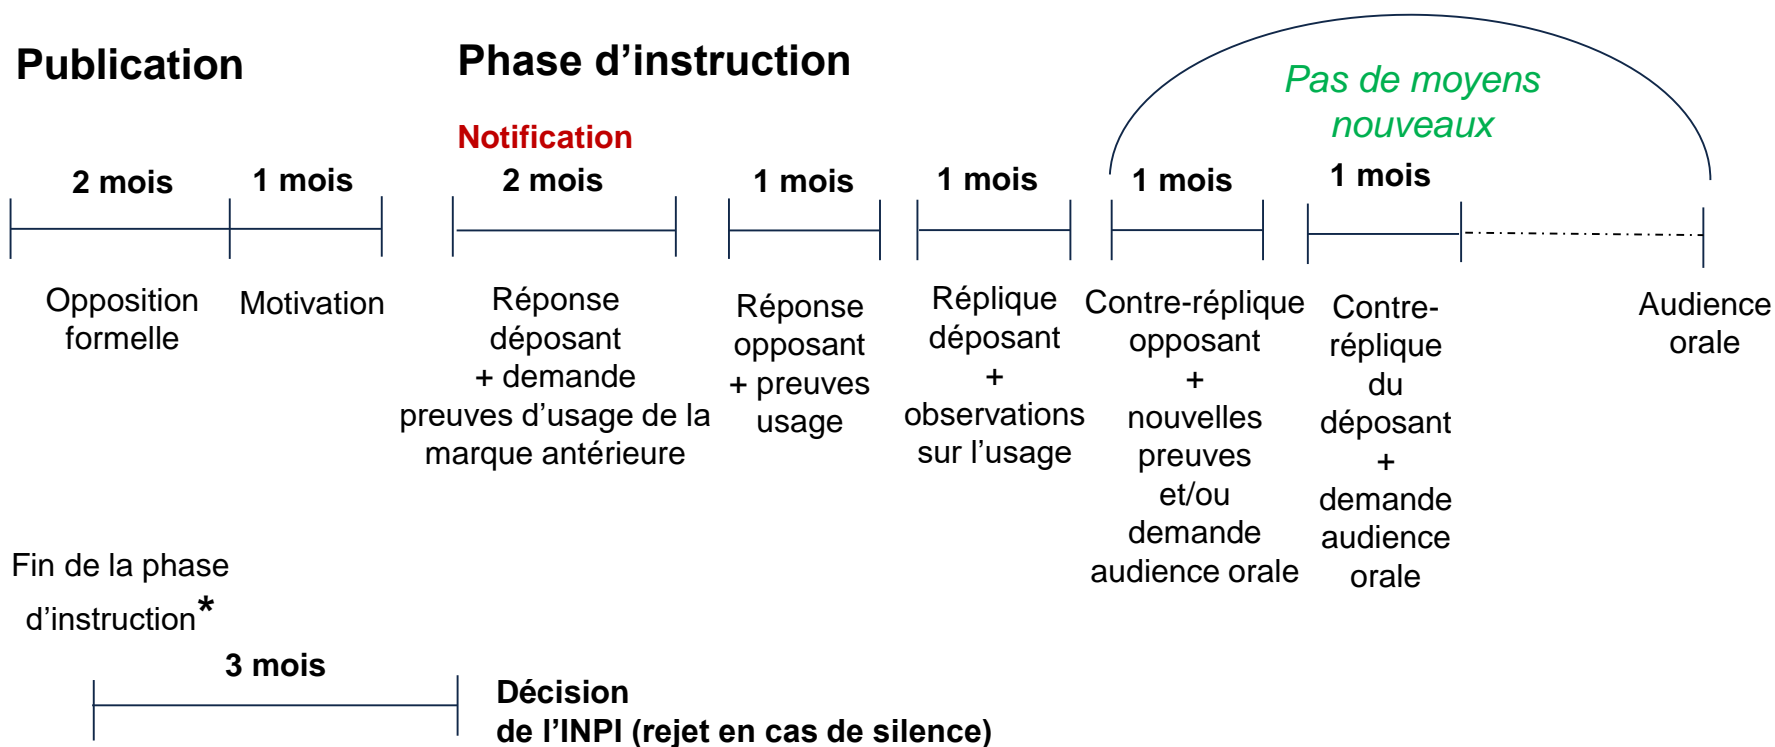 Publication
Phase d’instruction
Pas de moyens
nouveaux
Notification
2 mois
1 mois
2 mois
1 mois
1 mois
1 mois
1 mois
Opposition
formelle
Motivation
Réponse
déposant
+ demande
preuves d’usage de la
marque antérieure
Réponse
opposant
+ preuves
usage
Réplique
déposant
+
observations
sur l’usage
Contre-réplique
opposant
+
nouvelles
preuves
et/ou
demande
audience orale
Contre-
réplique
du
déposant
+
demande
audience
orale
Audience
orale
Fin de la phase
d’instruction*
3 mois
Décision
de l’INPI (rejet en cas de silence)